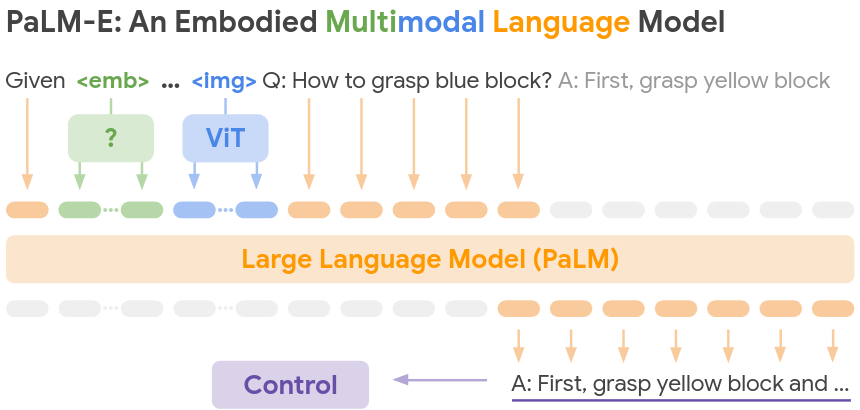 PaLM-E: An Embodied Multimodal Language Model
Given <emb> ... <img> Q: How to grasp blue block? A: First, grasp yellow block
? ViT
Large Language Model (PaLM)
Control A: First, grasp yellow block and ...